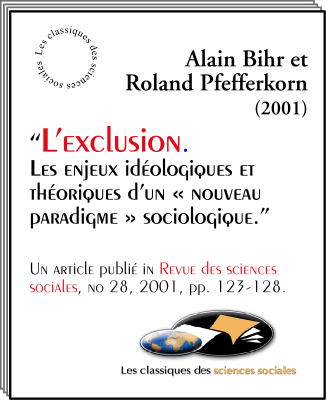 Les classiques des sciences sociales
Alain Bihr et
Roland Pfefferkorn
(2001)
“L’exclusion.
Les enjeux idéologiques et
théoriques d’un « nouveau
paradigme » sociologique.”
Un article publié in Revue des sciences
sociales, no 28, 2001, pp. 123-128.
Les classiques des sciences sociales